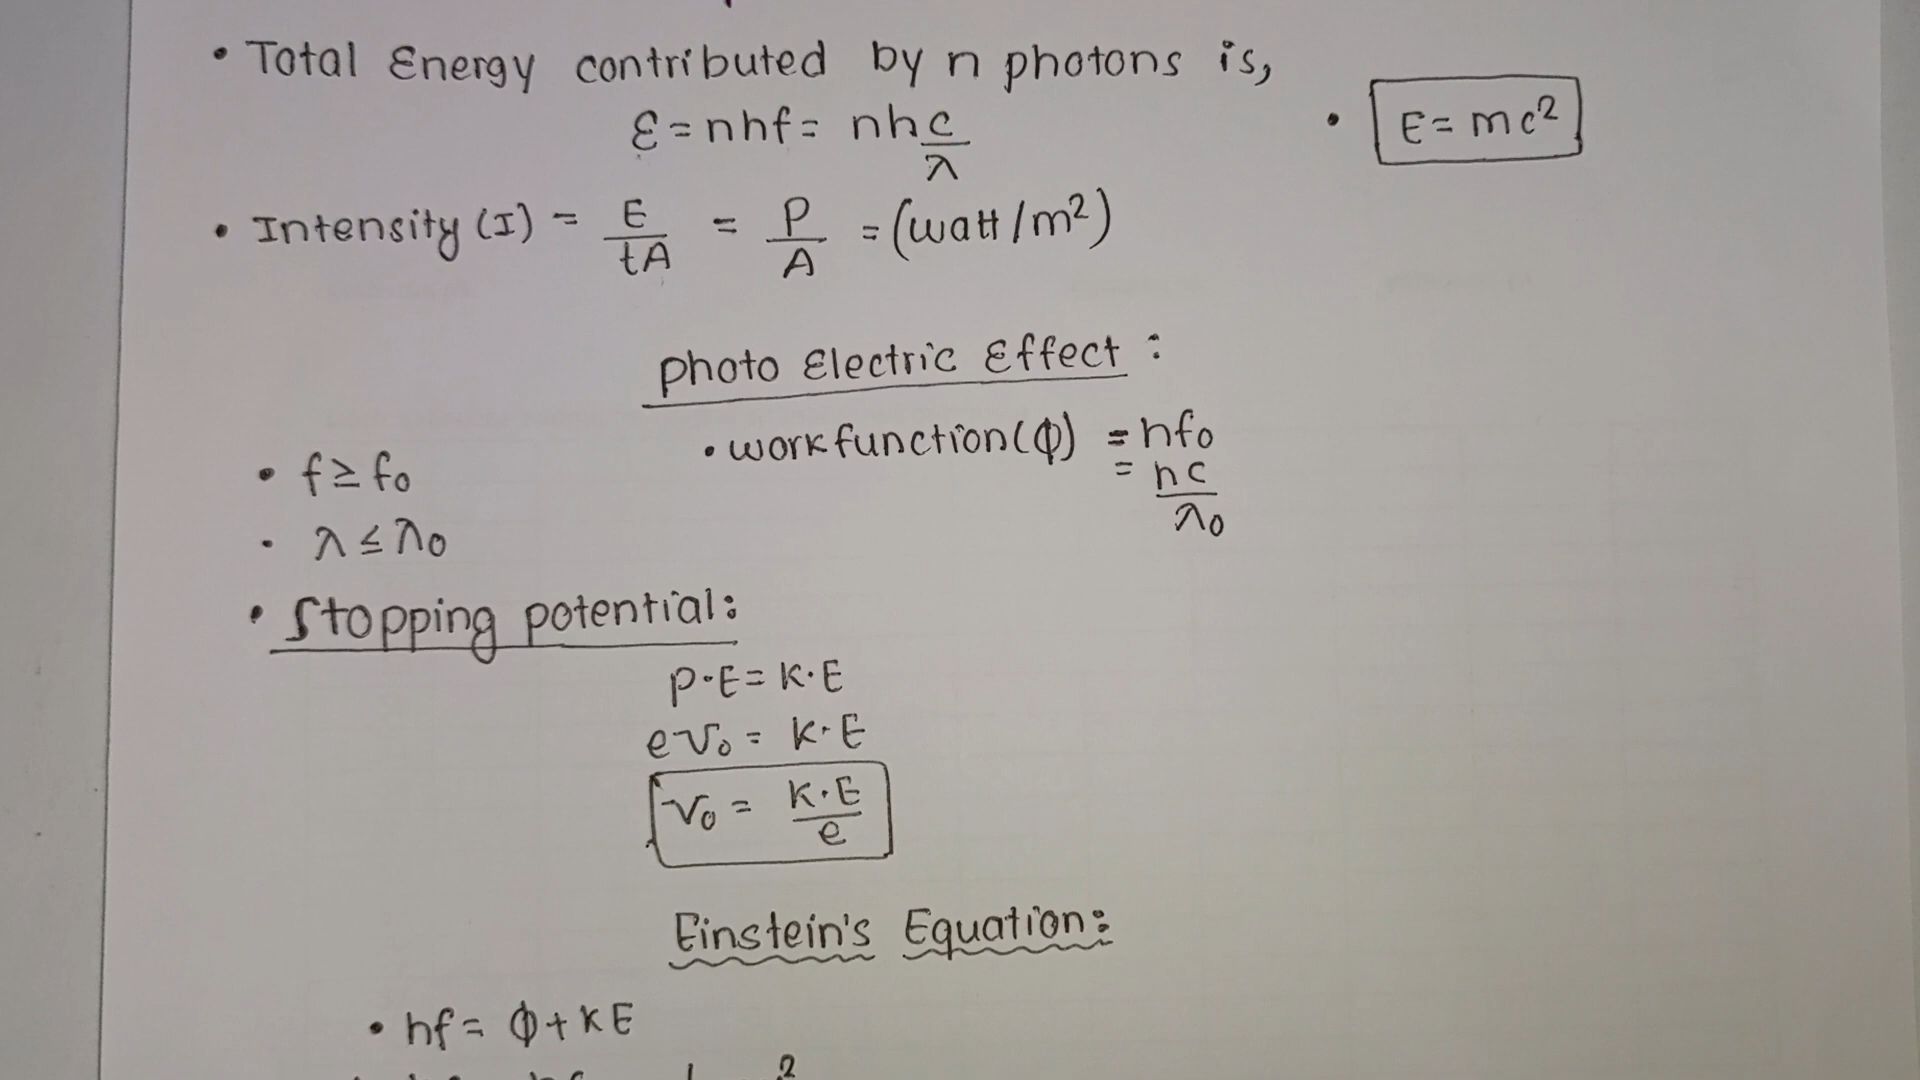 • Total Energy contributed by n photons is,
E = nhf = nhc/λ
• E = mc²
• Intensity (I) = E/tA = P/A = (watt/m²)
Photo Electric Effect :
• work function (φ) = hf₀
= hc/λ₀
• f ≥ f₀
• λ ≤ λ₀
• Stopping potential:
P·E = K·E
eV₀ = K·E
V₀ = K·E/e
Einstein's Equation:
• hf = φ + KE